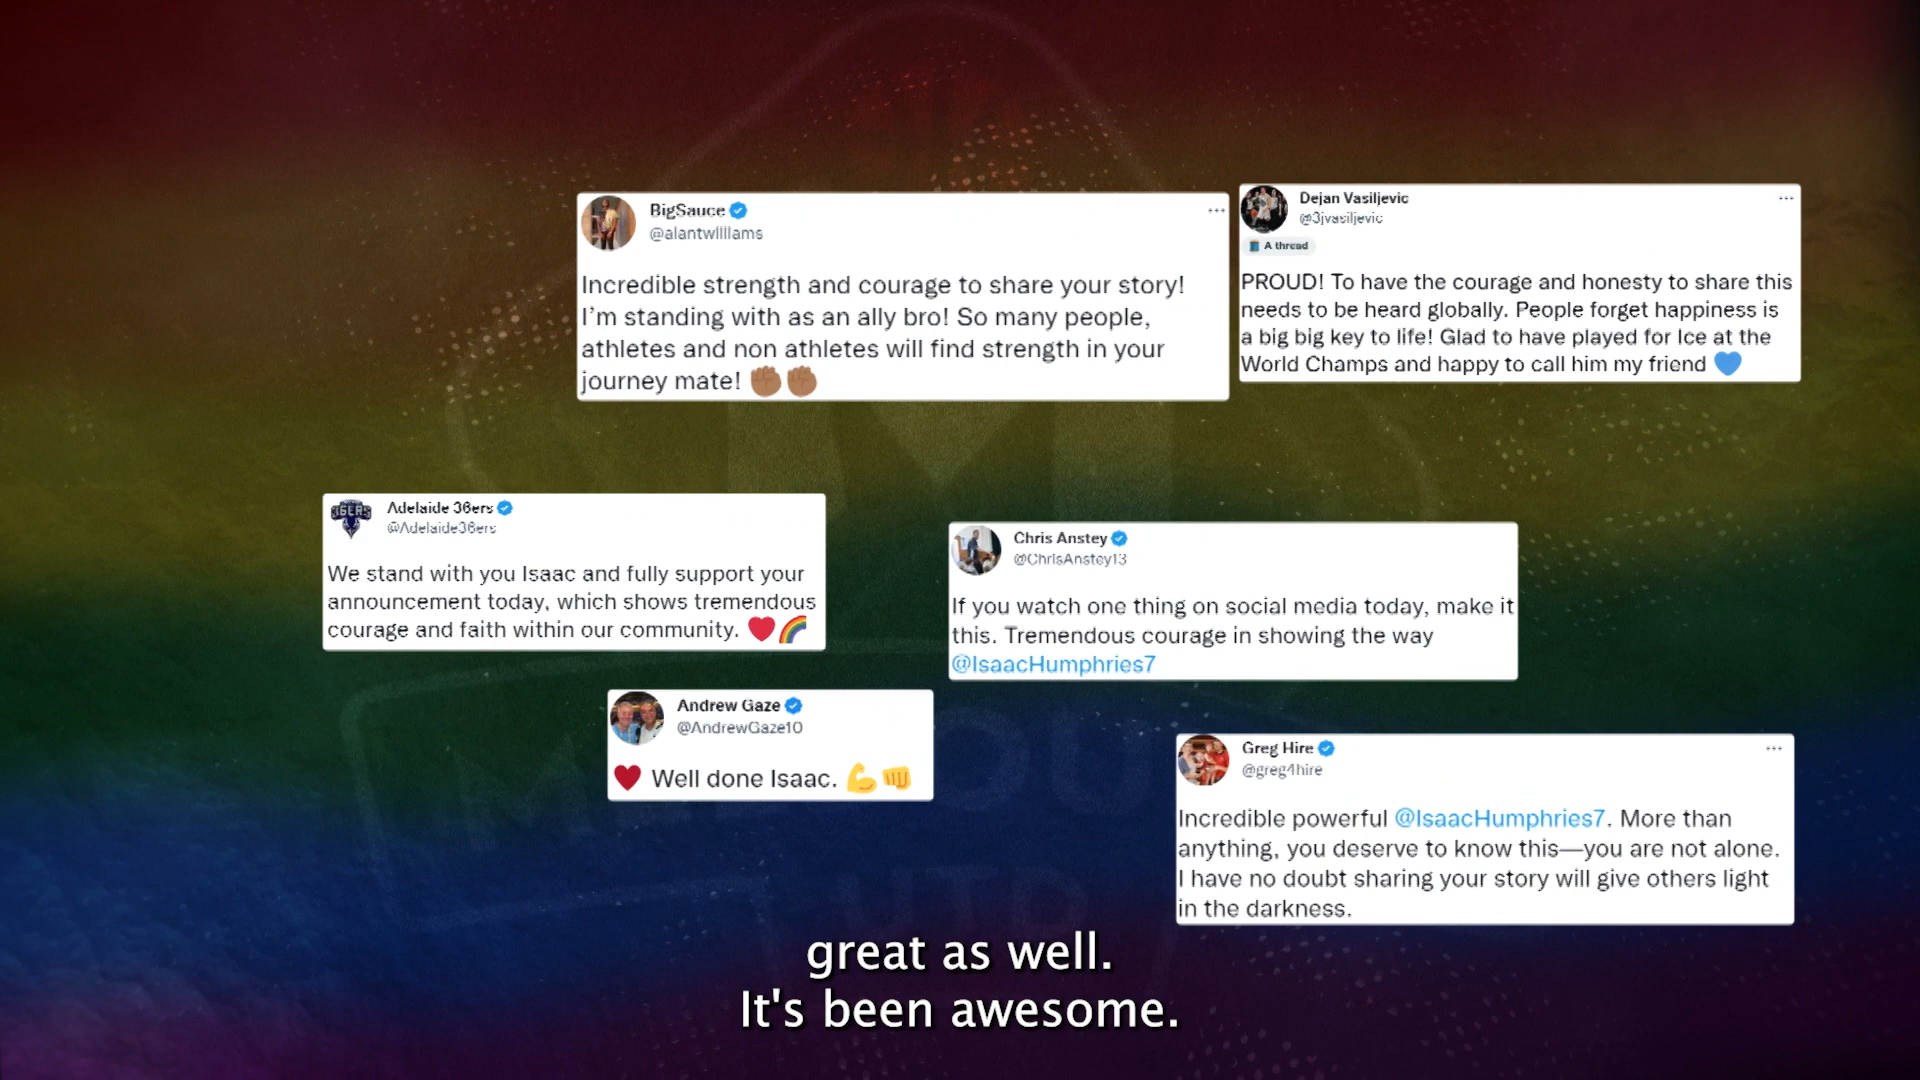 BigSauce
@alantwilliams
Incredible strength and courage to share your story!
I'm standing with as an ally bro! So many people,
athletes and non athletes will find strength in your
journey mate! ✊🏾✊🏾
Dejan Vasiljevic
@3jvasiljevic
🧵 A thread
PROUD! To have the courage and honesty to share this
needs to be heard globally. People forget happiness is
a big big key to life! Glad to have played for Ice at the
World Champs and happy to call him my friend 💙
36ERS
Adelaide 36ers
@Adelaide36ers
We stand with you Isaac and fully support your
announcement today, which shows tremendous
courage and faith within our community. ❤️🌈
Chris Anstey
@ChrisAnstey13
If you watch one thing on social media today, make it
this. Tremendous courage in showing the way
@IsaacHumphries7
Andrew Gaze
@AndrewGaze10
♥️ Well done Isaac. 💪👊
Greg Hire
@greg4hire
Incredible powerful @IsaacHumphries7. More than
anything, you deserve to know this—you are not alone.
I have no doubt sharing your story will give others light
in the darkness.
great as well.
It's been awesome.